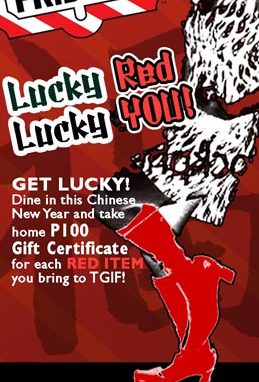 Lucky Red
Lucky YOU!
GET LUCKY!
Dine in this Chinese
New Year and take
home P100
Gift Certificate
for each RED ITEM
you bring to TGIF!